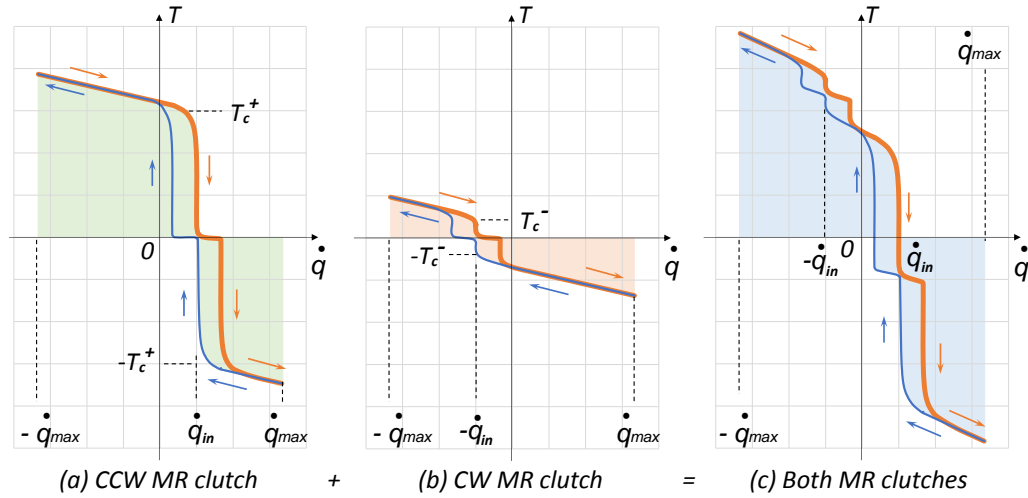 T
T
T
q̇max
Tc+
Tc-
0
q̇
-Tc-
q̇
-q̇in
0
q̇in
q̇
-Tc+
- q̇max
q̇in
q̇max
- q̇max
-q̇in
q̇max
- q̇max
(a) CCW MR clutch + (b) CW MR clutch = (c) Both MR clutches